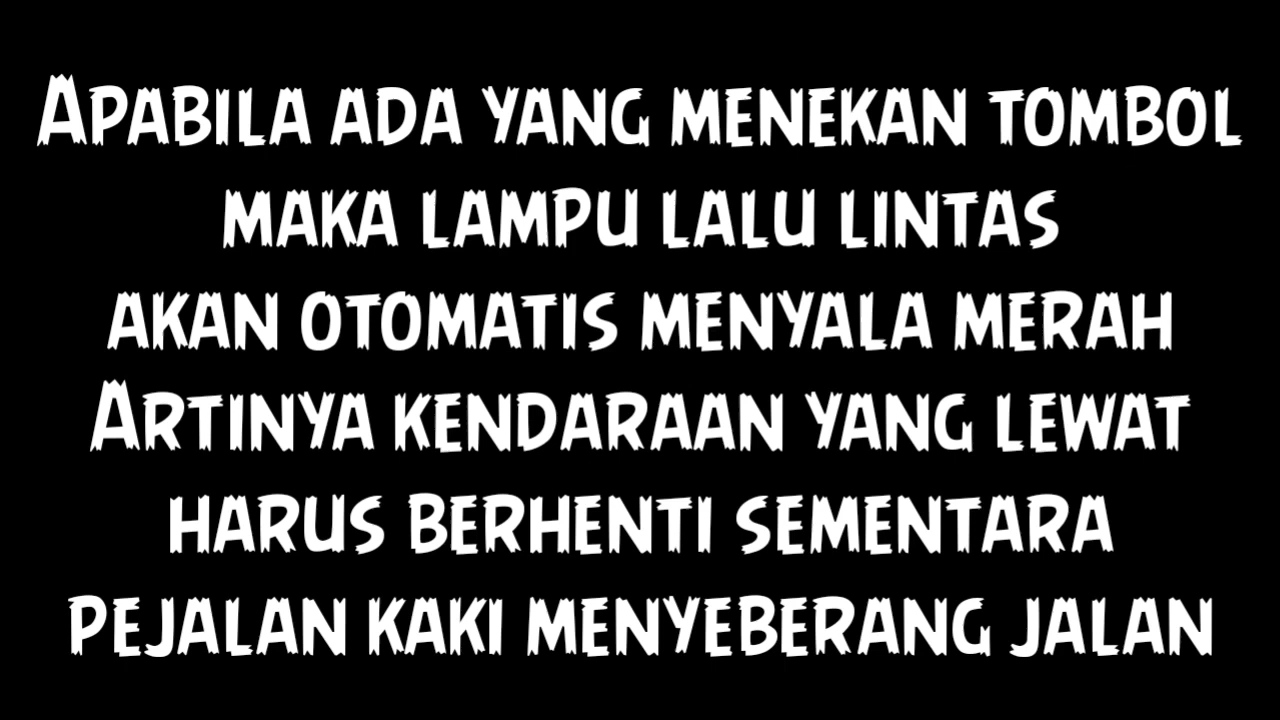 Apabila ada yang menekan tombol
maka lampu lalu lintas
akan otomatis menyala merah
Artinya kendaraan yang lewat
harus berhenti sementara
pejalan kaki menyeberang jalan